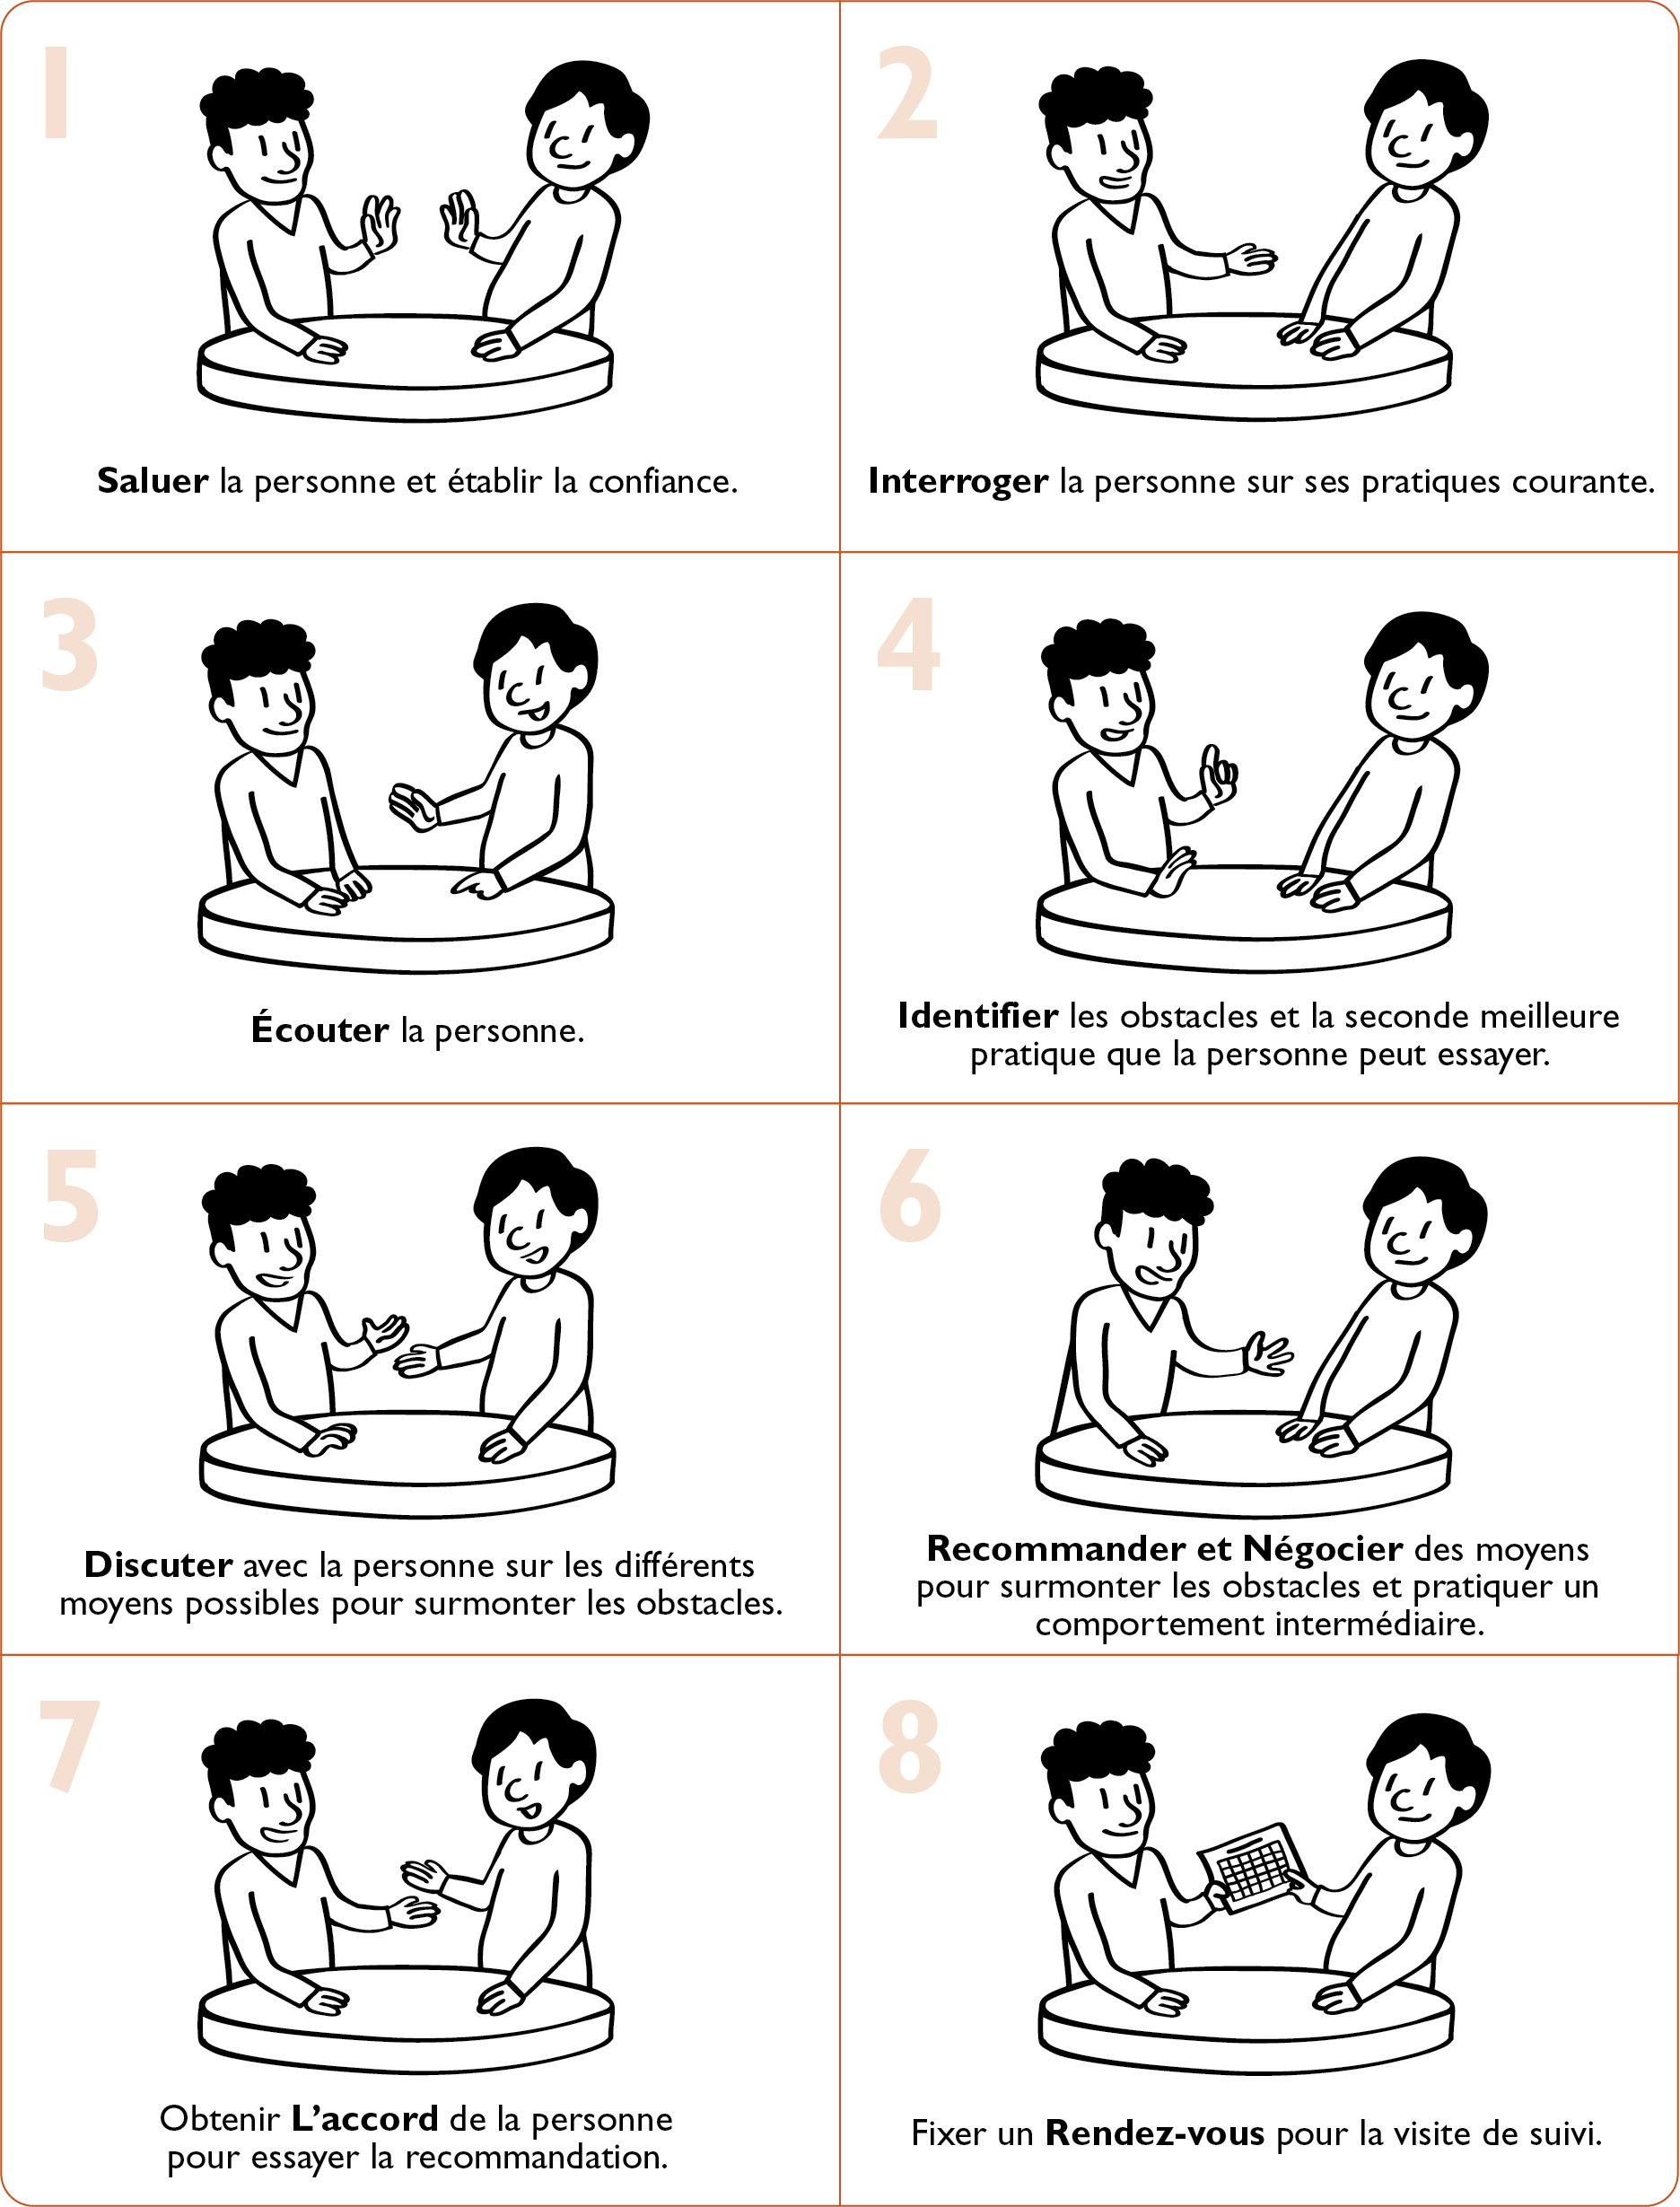 1
Saluer la personne et établir la confiance.
2
Interroger la personne sur ses pratiques courante.
3
Écouter la personne.
4
Identifier les obstacles et la seconde meilleure
pratique que la personne peut essayer.
5
Discuter avec la personne sur les différents
moyens possibles pour surmonter les obstacles.
6
Recommander et Négocier des moyens
pour surmonter les obstacles et pratiquer un
comportement intermédiaire.
7
Obtenir L’accord de la personne
pour essayer la recommandation.
8
Fixer un Rendez-vous pour la visite de suivi.